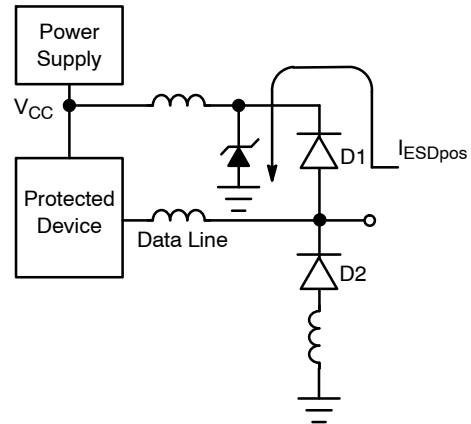 Power
Supply
V_CC
D1
I_ESDpos
Protected
Device
Data Line
D2